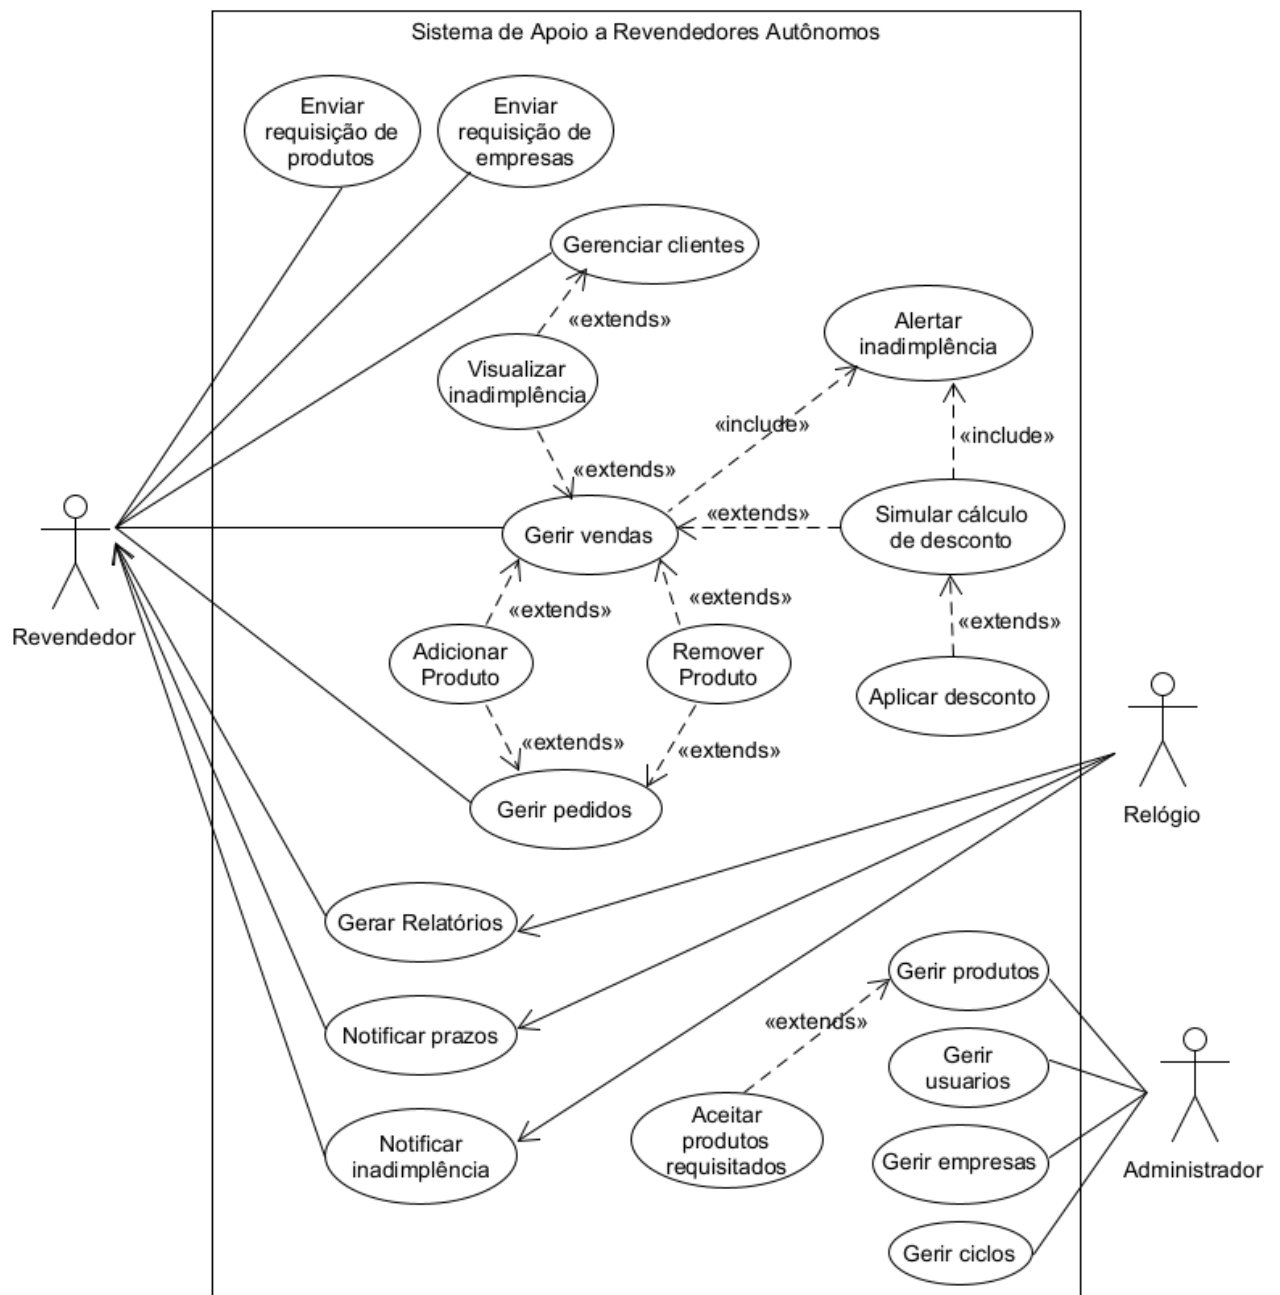 Sistema de Apoio a Revendedores Autônomos
Enviar
requisição de
produtos
Enviar
requisição de
empresas
Gerenciar clientes
«extends»
Visualizar
inadimplência
Alertar
inadimplência
«include»
«include»
«extends»
Gerir vendas
«extends»
Simular cálculo
de desconto
Revendedor
«extends»
«extends»
«extends»
Adicionar
Produto
Remover
Produto
Aplicar desconto
«extends»
«extends»
Gerir pedidos
Relógio
Gerar Relatórios
Gerir produtos
«extends»
Notificar prazos
Gerir
usuarios
Aceitar
produtos
requisitados
Notificar
inadimplência
Gerir empresas
Administrador
Gerir ciclos